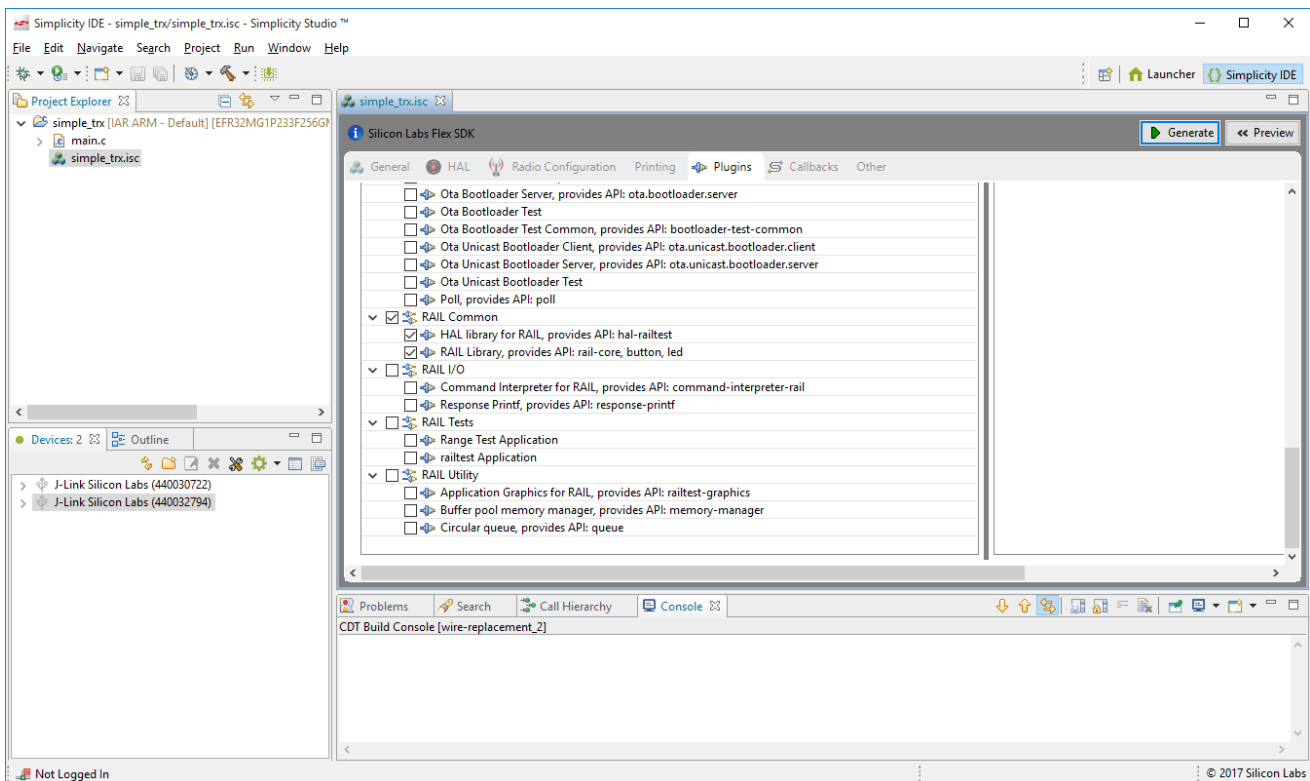 Simplicity IDE - simple_trx/simple_trx.isc - Simplicity Studio ™
File Edit Navigate Search Project Run Window Help
Launcher {} Simplicity IDE
Project Explorer
simple_trx [IAR ARM - Default] [EFR32MG1P233F256GM
main.c
simple_trx.isc
simple_trx.isc
Silicon Labs Flex SDK
Generate
Preview
General HAL Radio Configuration Printing Plugins Callbacks Other
Ota Bootloader Server, provides API: ota.bootloader.server
Ota Bootloader Test
Ota Bootloader Test Common, provides API: bootloader-test-common
Ota Unicast Bootloader Client, provides API: ota.unicast.bootloader.client
Ota Unicast Bootloader Server, provides API: ota.unicast.bootloader.server
Ota Unicast Bootloader Test
Poll, provides API: poll
RAIL Common
HAL library for RAIL, provides API: hal-railtest
RAIL Library, provides API: rail-core, button, led
RAIL I/O
Command Interpreter for RAIL, provides API: command-interpreter-rail
Response Printf, provides API: response-printf
RAIL Tests
Range Test Application
railtest Application
RAIL Utility
Application Graphics for RAIL, provides API: railtest-graphics
Buffer pool memory manager, provides API: memory-manager
Circular queue, provides API: queue
Devices: 2 Outline
J-Link Silicon Labs (440030722)
J-Link Silicon Labs (440032794)
Problems Search Call Hierarchy Console
CDT Build Console [wire-replacement_2]
Not Logged In
© 2017 Silicon Labs